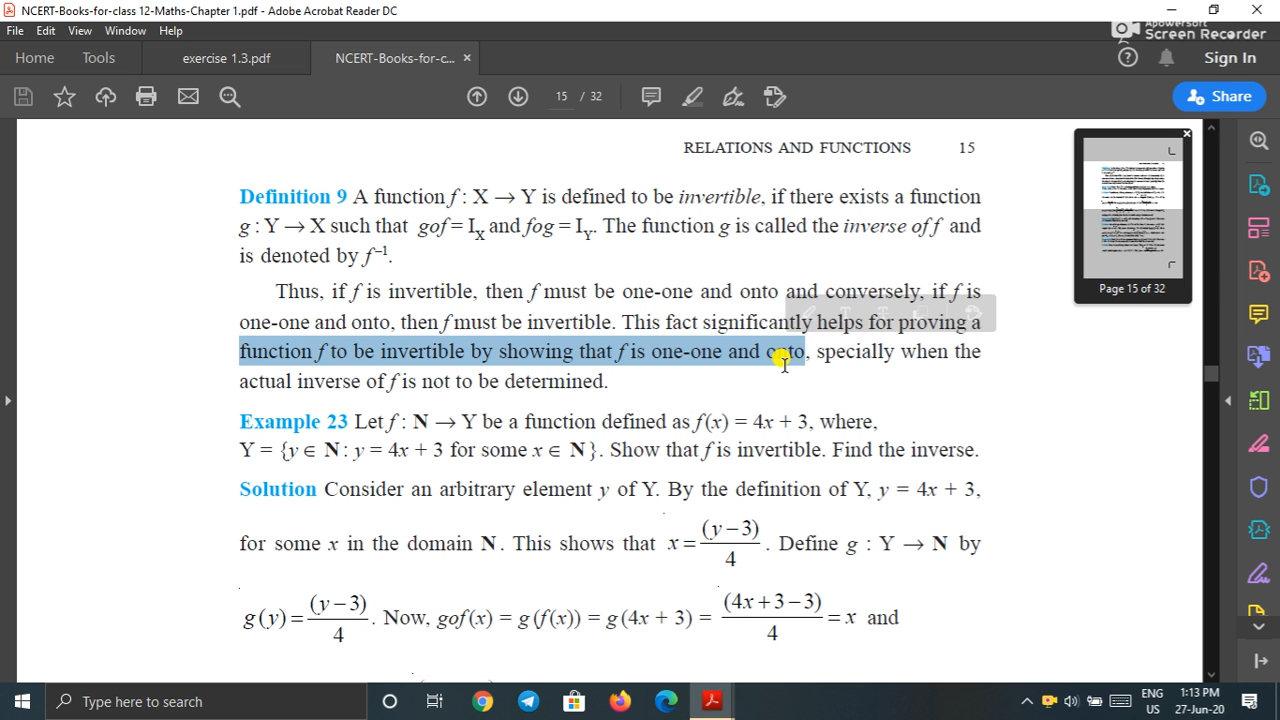 NCERT-Books-for-class 12-Maths-Chapter 1.pdf - Adobe Acrobat Reader DC
File Edit View Window Help
Apowersoft
Screen Recorder
Home Tools exercise 1.3.pdf NCERT-Books-for-c... × Sign In
15 / 32 Share
RELATIONS AND FUNCTIONS 15
Definition 9 A function f : X → Y is defined to be invertible, if there exists a function
g : Y → X such that gof = I_X and fog = I_Y. The function g is called the inverse of f and
is denoted by f⁻¹.
Thus, if f is invertible, then f must be one-one and onto and conversely, if f is
one-one and onto, then f must be invertible. This fact significantly helps for proving a
function f to be invertible by showing that f is one-one and onto, specially when the
actual inverse of f is not to be determined.
Example 23 Let f : N → Y be a function defined as f(x) = 4x + 3, where,
Y = {y ∈ N : y = 4x + 3 for some x ∈ N}. Show that f is invertible. Find the inverse.
Solution Consider an arbitrary element y of Y. By the definition of Y, y = 4x + 3,
for some x in the domain N. This shows that x = (y − 3)/4. Define g : Y → N by
g(y) = (y − 3)/4. Now, gof(x) = g(f(x)) = g(4x + 3) = (4x + 3 − 3)/4 = x and
Page 15 of 32
Type here to search
ENG 1:13 PM
US 27-Jun-20